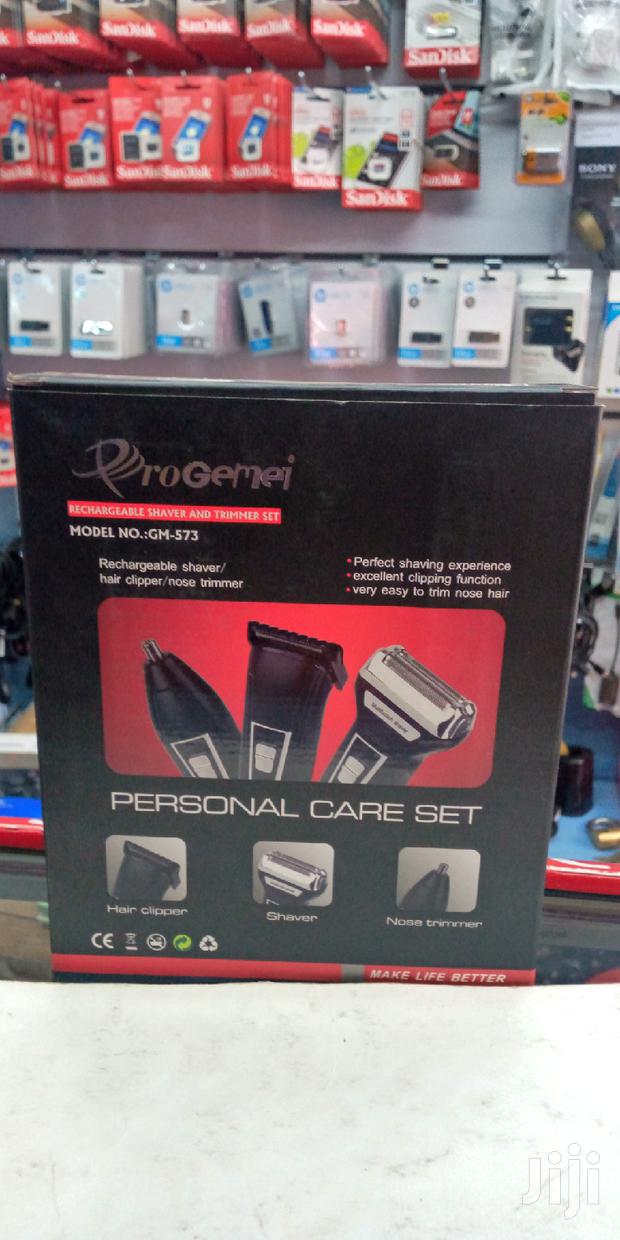 SanDisk
SanDisk
SanDisk
SanDisk
SanDisk
SanDisk
SanDisk
SanDisk
SanDisk
SanDisk
SONY
ProGemei
RECHARGEABLE SHAVER AND TRIMMER SET
MODEL NO.:GM-573
Rechargeable shaver/
hair clipper/nose trimmer
•Perfect shaving experience
•excellent clipping function
•very easy to trim nose hair
PERSONAL CARE SET
Hair clipper
Shaver
Nose trimmer
CE
MAKE LIFE BETTER
Jiji